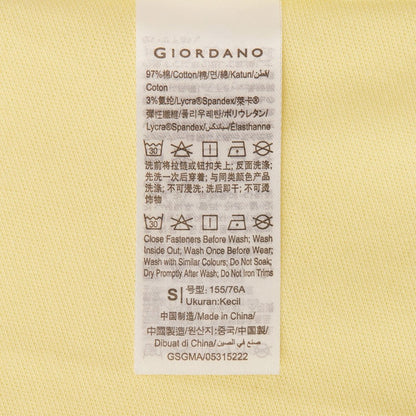 GIORDANO
97%棉/Cotton/棉/면/綿/Katun/قطن/
Coton
3%氨纶/Lycra®Spandex/萊卡®
彈性纖維/폴리우레탄/ポリウレタン/
Lycra®Spandex/سباندكس/Élasthanne
30
洗前将拉链或钮扣关上; 反面洗涤;
先洗一次后穿着; 与同类颜色产品
洗涤; 不可浸洗; 洗后即干; 不可烫
饰物
30
Close Fasteners Before Wash; Wash
Inside Out; Wash Once Before Wear;
Wash with Similar Colours; Do Not Soak;
Dry Promptly After Wash; Do Not Iron Trims
S 号型: 155/76A
Ukuran: Kecil
中国制造/Made in China/
中國製造/원산지:중국/中国製/
Dibuat di China/صنع في الصين
GSGMA/05315222